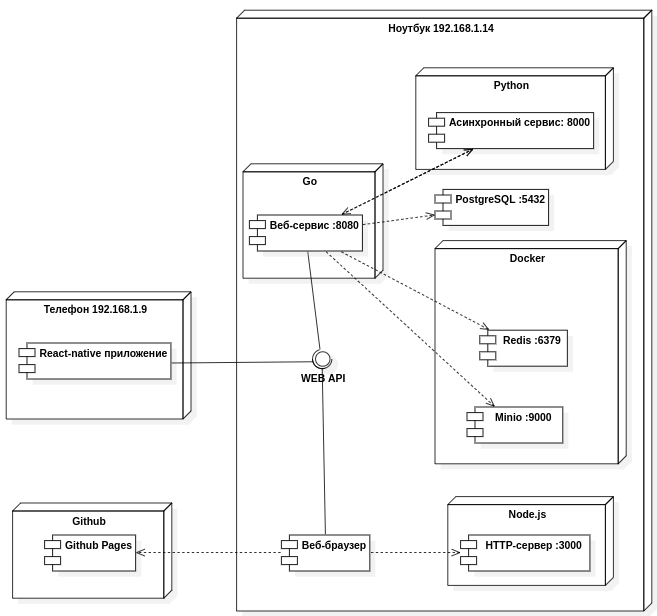 Ноутбук 192.168.1.14
Python
Асинхронный сервис: 8000
Go
Веб-сервис :8080
PostgreSQL :5432
Docker
Redis :6379
Minio :9000
Телефон 192.168.1.9
React-native приложение
WEB API
Github
Github Pages
Веб-браузер
Node.js
HTTP-сервер :3000